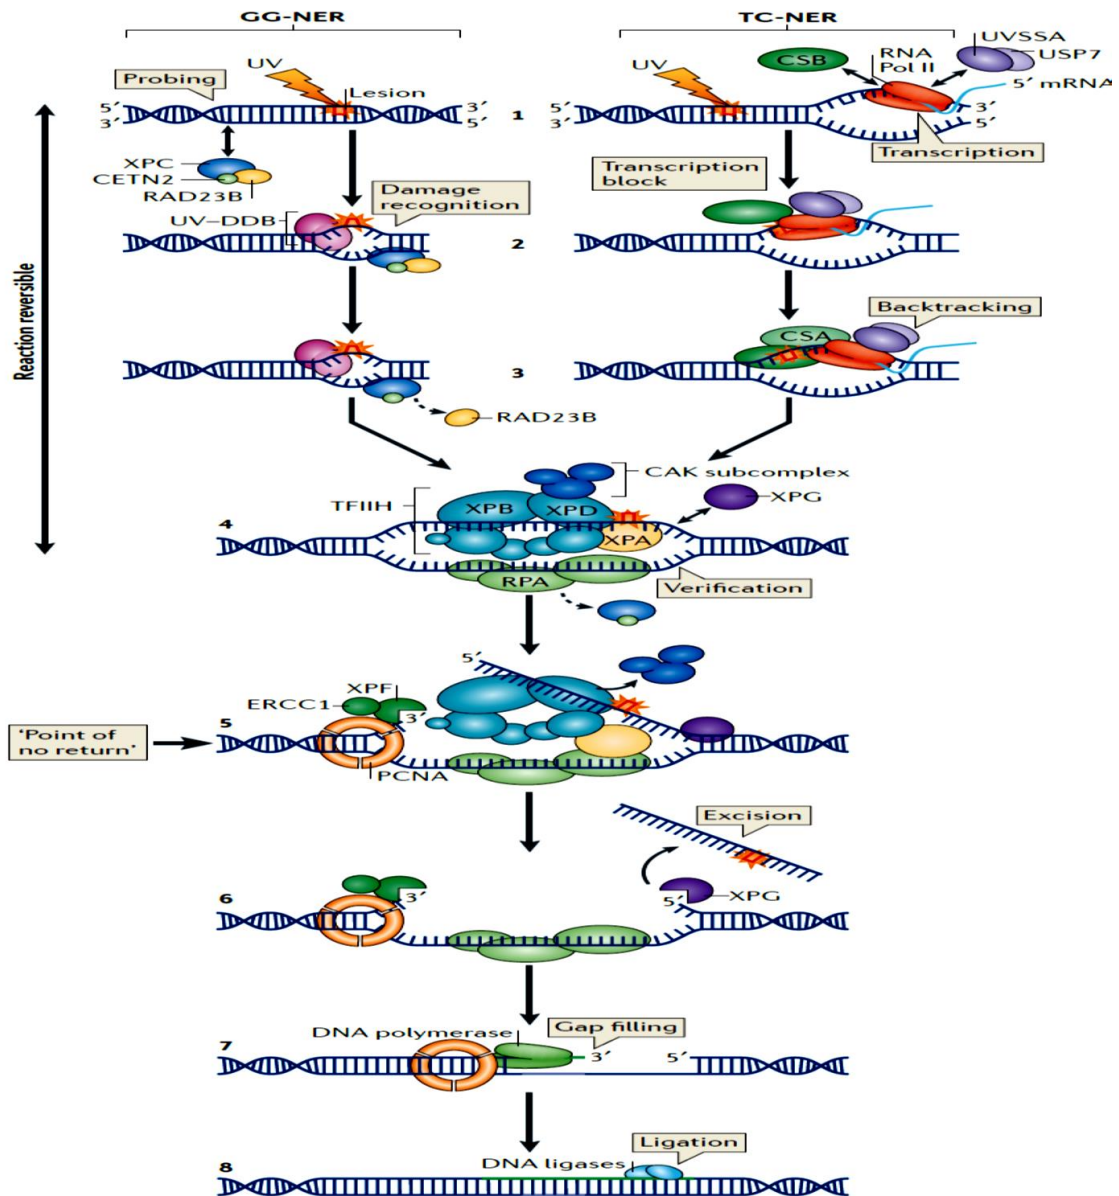 GG-NER
TC-NER
UV
Probing
Lesion
5′
3′
3′
5′
XPC
CETN2
RAD23B
1
UV
CSB
RNA
Pol II
UVSSA
USP7
5′ mRNA
5′
3′
3′
5′
Transcription
Reaction reversible
UV–DDB
Damage
recognition
2
Transcription
block
3
RAD23B
CSA
Backtracking
4
TFIIH
XPB
XPD
CAK subcomplex
XPG
XPA
RPA
Verification
'Point of
no return'
5
ERCC1
XPF
5′
3′
PCNA
6
3′
5′
XPG
Excision
7
DNA polymerase
Gap filling
3′
5′
8
DNA ligases
Ligation